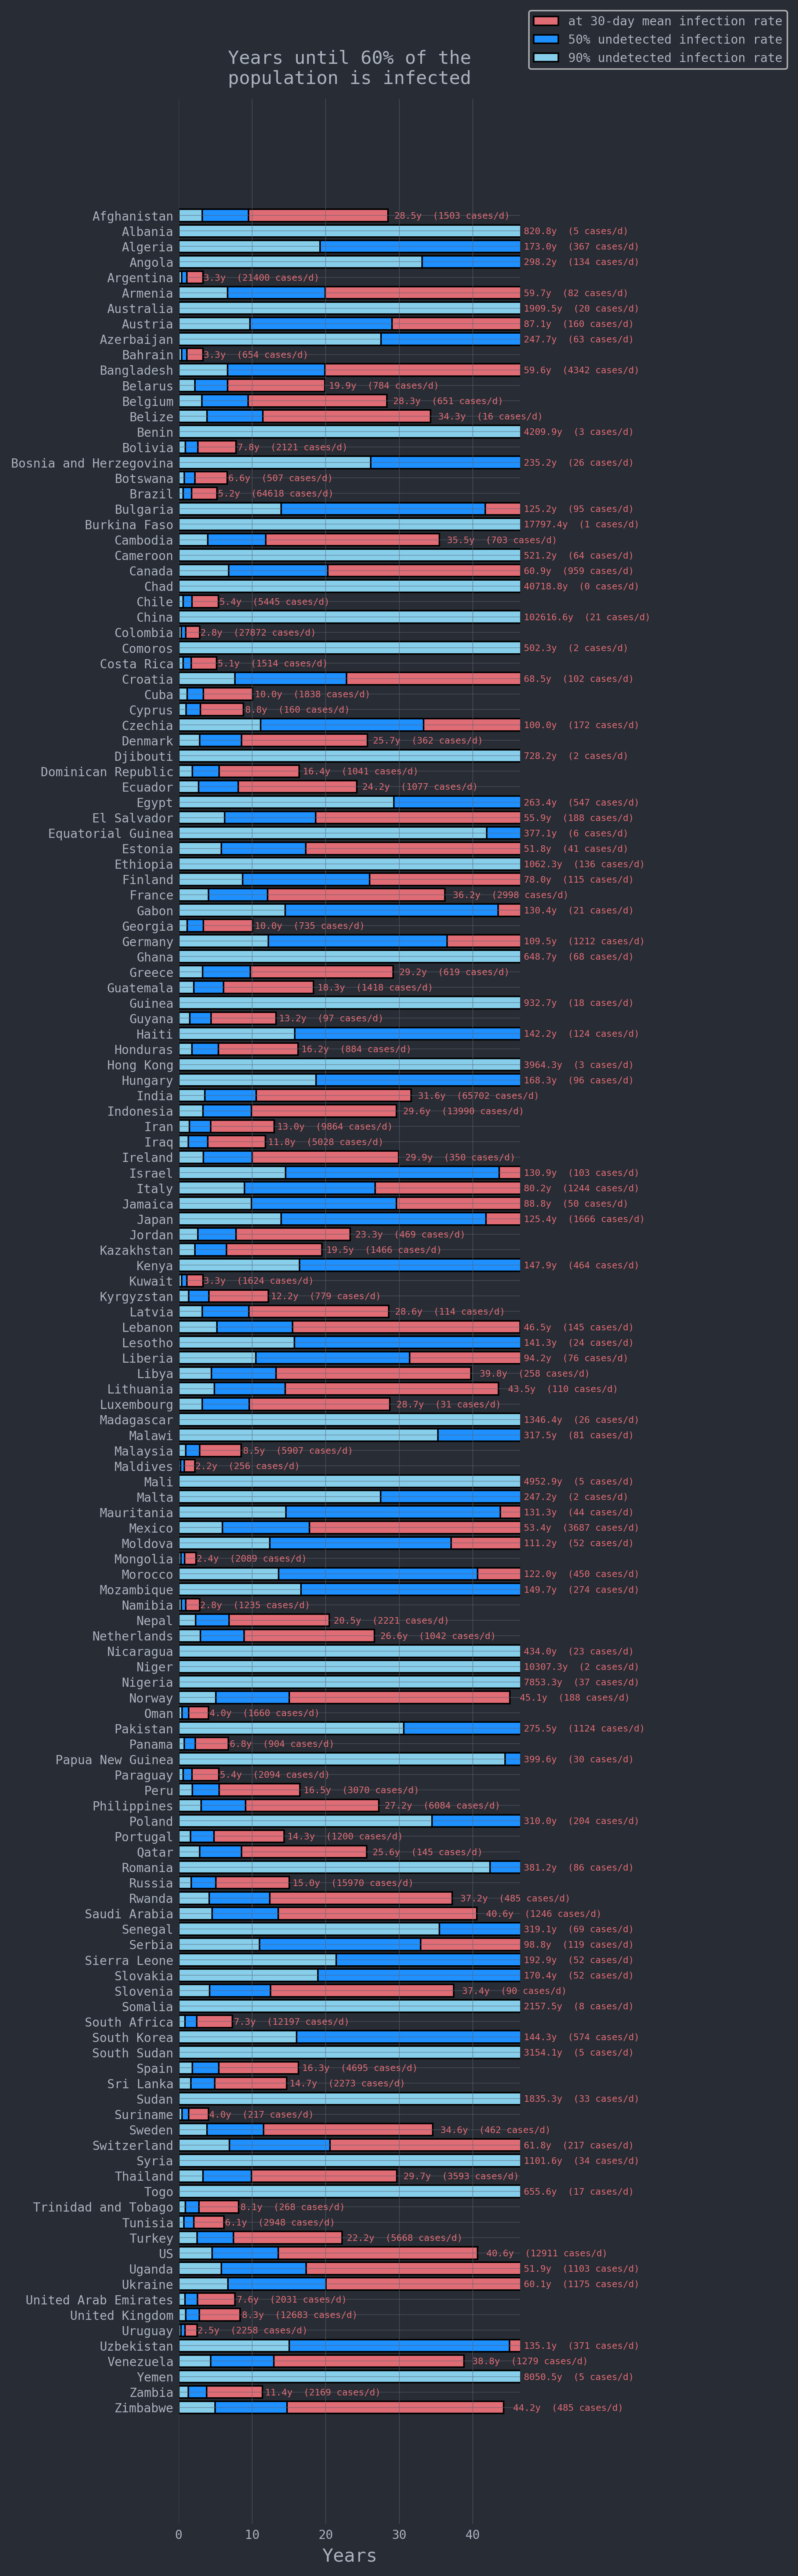 at 30-day mean infection rate
50% undetected infection rate
90% undetected infection rate
Years until 60% of the
population is infected
Afghanistan 28.5y (1503 cases/d)
Albania 820.8y (5 cases/d)
Algeria 173.0y (367 cases/d)
Angola 298.2y (134 cases/d)
Argentina 3.3y (21400 cases/d)
Armenia 59.7y (82 cases/d)
Australia 1909.5y (20 cases/d)
Austria 87.1y (160 cases/d)
Azerbaijan 247.7y (63 cases/d)
Bahrain 3.3y (654 cases/d)
Bangladesh 59.6y (4342 cases/d)
Belarus 19.9y (784 cases/d)
Belgium 28.3y (651 cases/d)
Belize 34.3y (16 cases/d)
Benin 4209.9y (3 cases/d)
Bolivia 7.8y (2121 cases/d)
Bosnia and Herzegovina 235.2y (26 cases/d)
Botswana 6.6y (507 cases/d)
Brazil 5.2y (64618 cases/d)
Bulgaria 125.2y (95 cases/d)
Burkina Faso 17797.4y (1 cases/d)
Cambodia 35.5y (703 cases/d)
Cameroon 521.2y (64 cases/d)
Canada 60.9y (959 cases/d)
Chad 40718.8y (0 cases/d)
Chile 5.4y (5445 cases/d)
China 102616.6y (21 cases/d)
Colombia 2.8y (27872 cases/d)
Comoros 502.3y (2 cases/d)
Costa Rica 5.1y (1514 cases/d)
Croatia 68.5y (102 cases/d)
Cuba 10.0y (1838 cases/d)
Cyprus 8.8y (160 cases/d)
Czechia 100.0y (172 cases/d)
Denmark 25.7y (362 cases/d)
Djibouti 728.2y (2 cases/d)
Dominican Republic 16.4y (1041 cases/d)
Ecuador 24.2y (1077 cases/d)
Egypt 263.4y (547 cases/d)
El Salvador 55.9y (188 cases/d)
Equatorial Guinea 377.1y (6 cases/d)
Estonia 51.8y (41 cases/d)
Ethiopia 1062.3y (136 cases/d)
Finland 78.0y (115 cases/d)
France 36.2y (2998 cases/d)
Gabon 130.4y (21 cases/d)
Georgia 10.0y (735 cases/d)
Germany 109.5y (1212 cases/d)
Ghana 648.7y (68 cases/d)
Greece 29.2y (619 cases/d)
Guatemala 18.3y (1418 cases/d)
Guinea 932.7y (18 cases/d)
Guyana 13.2y (97 cases/d)
Haiti 142.2y (124 cases/d)
Honduras 16.2y (884 cases/d)
Hong Kong 3964.3y (3 cases/d)
Hungary 168.3y (96 cases/d)
India 31.6y (65702 cases/d)
Indonesia 29.6y (13990 cases/d)
Iran 13.0y (9864 cases/d)
Iraq 11.8y (5028 cases/d)
Ireland 29.9y (350 cases/d)
Israel 130.9y (103 cases/d)
Italy 80.2y (1244 cases/d)
Jamaica 88.8y (50 cases/d)
Japan 125.4y (1666 cases/d)
Jordan 23.3y (469 cases/d)
Kazakhstan 19.5y (1466 cases/d)
Kenya 147.9y (464 cases/d)
Kuwait 3.3y (1624 cases/d)
Kyrgyzstan 12.2y (779 cases/d)
Latvia 28.6y (114 cases/d)
Lebanon 46.5y (145 cases/d)
Lesotho 141.3y (24 cases/d)
Liberia 94.2y (76 cases/d)
Libya 39.8y (258 cases/d)
Lithuania 43.5y (110 cases/d)
Luxembourg 28.7y (31 cases/d)
Madagascar 1346.4y (26 cases/d)
Malawi 317.5y (81 cases/d)
Malaysia 8.5y (5907 cases/d)
Maldives 2.2y (256 cases/d)
Mali 4952.9y (5 cases/d)
Malta 247.2y (2 cases/d)
Mauritania 131.3y (44 cases/d)
Mexico 53.4y (3687 cases/d)
Moldova 111.2y (52 cases/d)
Mongolia 2.4y (2089 cases/d)
Morocco 122.0y (450 cases/d)
Mozambique 149.7y (274 cases/d)
Namibia 2.8y (1235 cases/d)
Nepal 20.5y (2221 cases/d)
Netherlands 26.6y (1042 cases/d)
Nicaragua 434.0y (23 cases/d)
Niger 10307.3y (2 cases/d)
Nigeria 7853.3y (37 cases/d)
Norway 45.1y (188 cases/d)
Oman 4.0y (1660 cases/d)
Pakistan 275.5y (1124 cases/d)
Panama 6.8y (904 cases/d)
Papua New Guinea 399.6y (30 cases/d)
Paraguay 5.4y (2094 cases/d)
Peru 16.5y (3070 cases/d)
Philippines 27.2y (6084 cases/d)
Poland 310.0y (204 cases/d)
Portugal 14.3y (1200 cases/d)
Qatar 25.6y (145 cases/d)
Romania 381.2y (86 cases/d)
Russia 15.0y (15970 cases/d)
Rwanda 37.2y (485 cases/d)
Saudi Arabia 40.6y (1246 cases/d)
Senegal 319.1y (69 cases/d)
Serbia 98.8y (119 cases/d)
Sierra Leone 192.9y (52 cases/d)
Slovakia 170.4y (52 cases/d)
Slovenia 37.4y (90 cases/d)
Somalia 2157.5y (8 cases/d)
South Africa 7.3y (12197 cases/d)
South Korea 144.3y (574 cases/d)
South Sudan 3154.1y (5 cases/d)
Spain 16.3y (4695 cases/d)
Sri Lanka 14.7y (2273 cases/d)
Sudan 1835.3y (33 cases/d)
Suriname 4.0y (217 cases/d)
Sweden 34.6y (462 cases/d)
Switzerland 61.8y (217 cases/d)
Syria 1101.6y (34 cases/d)
Thailand 29.7y (3593 cases/d)
Togo 655.6y (17 cases/d)
Trinidad and Tobago 8.1y (268 cases/d)
Tunisia 6.1y (2948 cases/d)
Turkey 22.2y (5668 cases/d)
US 40.6y (12911 cases/d)
Uganda 51.9y (1103 cases/d)
Ukraine 60.1y (1175 cases/d)
United Arab Emirates 7.6y (2031 cases/d)
United Kingdom 8.3y (12683 cases/d)
Uruguay 2.5y (2258 cases/d)
Uzbekistan 135.1y (371 cases/d)
Venezuela 38.8y (1279 cases/d)
Yemen 8050.5y (5 cases/d)
Zambia 11.4y (2169 cases/d)
Zimbabwe 44.2y (485 cases/d)
0 10 20 30 40
Years